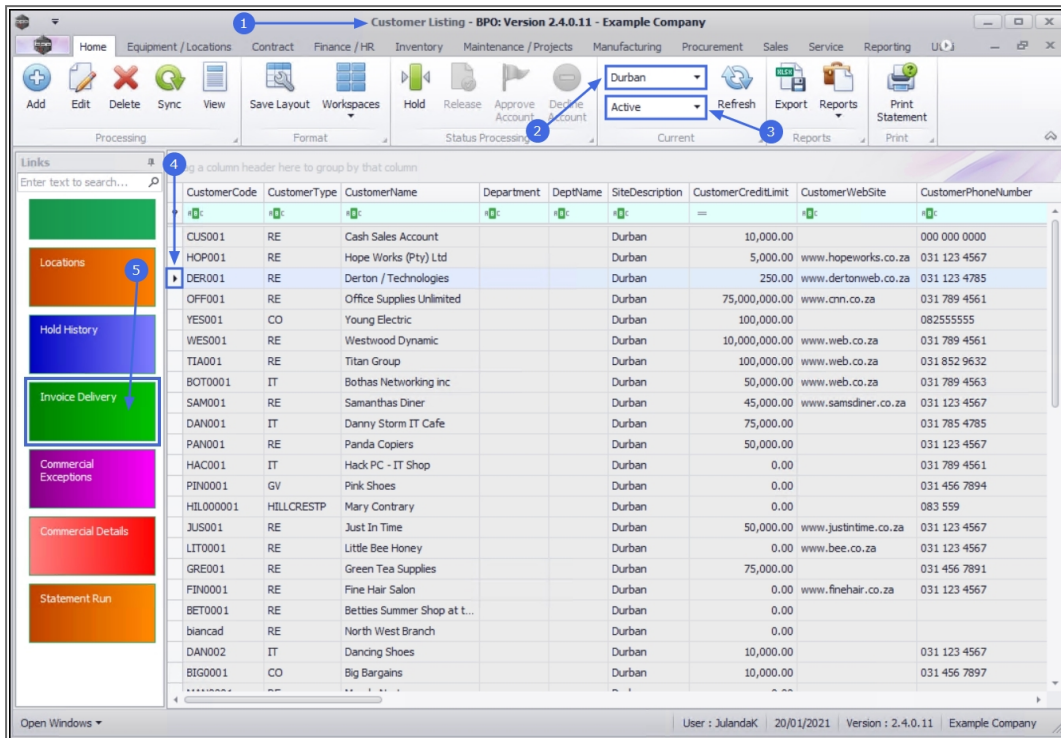 1 Customer Listing - BPO: Version 2.4.0.11 - Example Company
Home Equipment / Locations Contract Finance / HR Inventory Maintenance / Projects Manufacturing Procurement Sales Service Reporting
Add Edit Delete Sync View Save Layout Workspaces Hold Release Approve Account Decline Account Durban Active Refresh Export Reports Print Statement
2 3
Processing Format Status Processing Current Reports Print
Links 4 a column header here to group by that column
Enter text to search...
CustomerCode CustomerType CustomerName Department DeptName SiteDescription CustomerCreditLimit CustomerWebSite CustomerPhoneNumber
CUS001 RE Cash Sales Account Durban 10,000.00 000 000 0000
Locations HOP001 RE Hope Works (Pty) Ltd Durban 5,000.00 www.hopeworks.co.za 031 123 4567
5 DER001 RE Derton / Technologies Durban 250.00 www.dertonweb.co.za 031 123 4785
OFF001 RE Office Supplies Unlimited Durban 75,000,000.00 www.cnn.co.za 031 789 4561
Hold History YES001 CO Young Electric Durban 100,000.00 082555555
WES001 RE Westwood Dynamic Durban 10,000,000.00 www.web.co.za 031 789 4561
TIA001 RE Titan Group Durban 100,000.00 www.web.co.za 031 852 9632
BOT0001 IT Bothas Networking inc Durban 50,000.00 www.web.co.za 031 789 4563
Invoice Delivery SAM001 RE Samanthas Diner Durban 45,000.00 www.samsdiner.co.za 031 123 4567
DAN001 IT Danny Storm IT Cafe Durban 75,000.00 031 785 4785
PAN001 RE Panda Copiers Durban 50,000.00 031 123 4567
Commercial Exceptions HAC001 IT Hack PC - IT Shop Durban 0.00 031 789 4561
PIN0001 GV Pink Shoes Durban 0.00 031 456 7894
HIL000001 HILLCRESTP Mary Contrary Durban 0.00 083 559
Commercial Details JUS001 RE Just In Time Durban 50,000.00 www.justintime.co.za 031 123 4567
LIT0001 RE Little Bee Honey Durban 0.00 www.bee.co.za 031 123 4567
GRE001 RE Green Tea Supplies Durban 75,000.00 031 456 7891
Statement Run FIN0001 RE Fine Hair Salon Durban 0.00 www.finehair.co.za 031 123 4567
BET0001 RE Betties Summer Shop at t... Durban 0.00
biancad RE North West Branch Durban 0.00
DAN002 IT Dancing Shoes Durban 10,000.00 031 123 4567
BIG0001 CO Big Bargains Durban 10,000.00 031 456 7897
Open Windows User : JulandaK 20/01/2021 Version : 2.4.0.11 Example Company